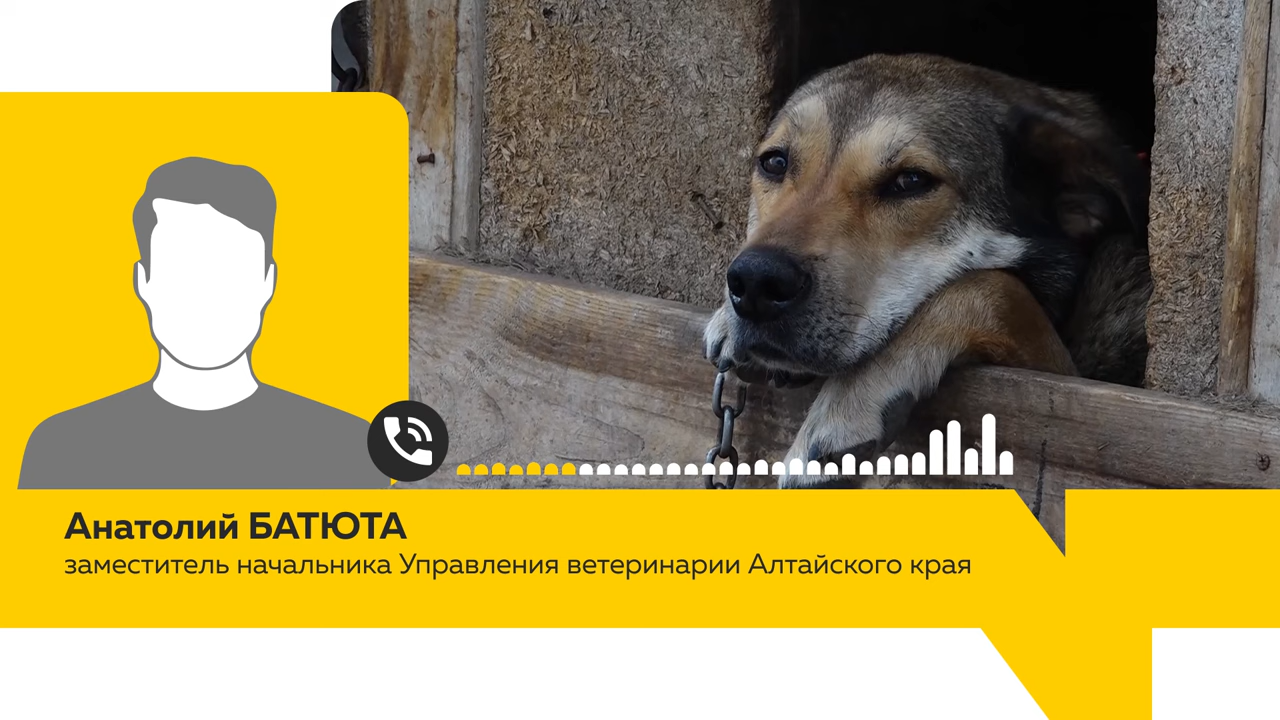 Анатолий БАТЮТА
заместитель начальника Управления ветеринарии Алтайского края